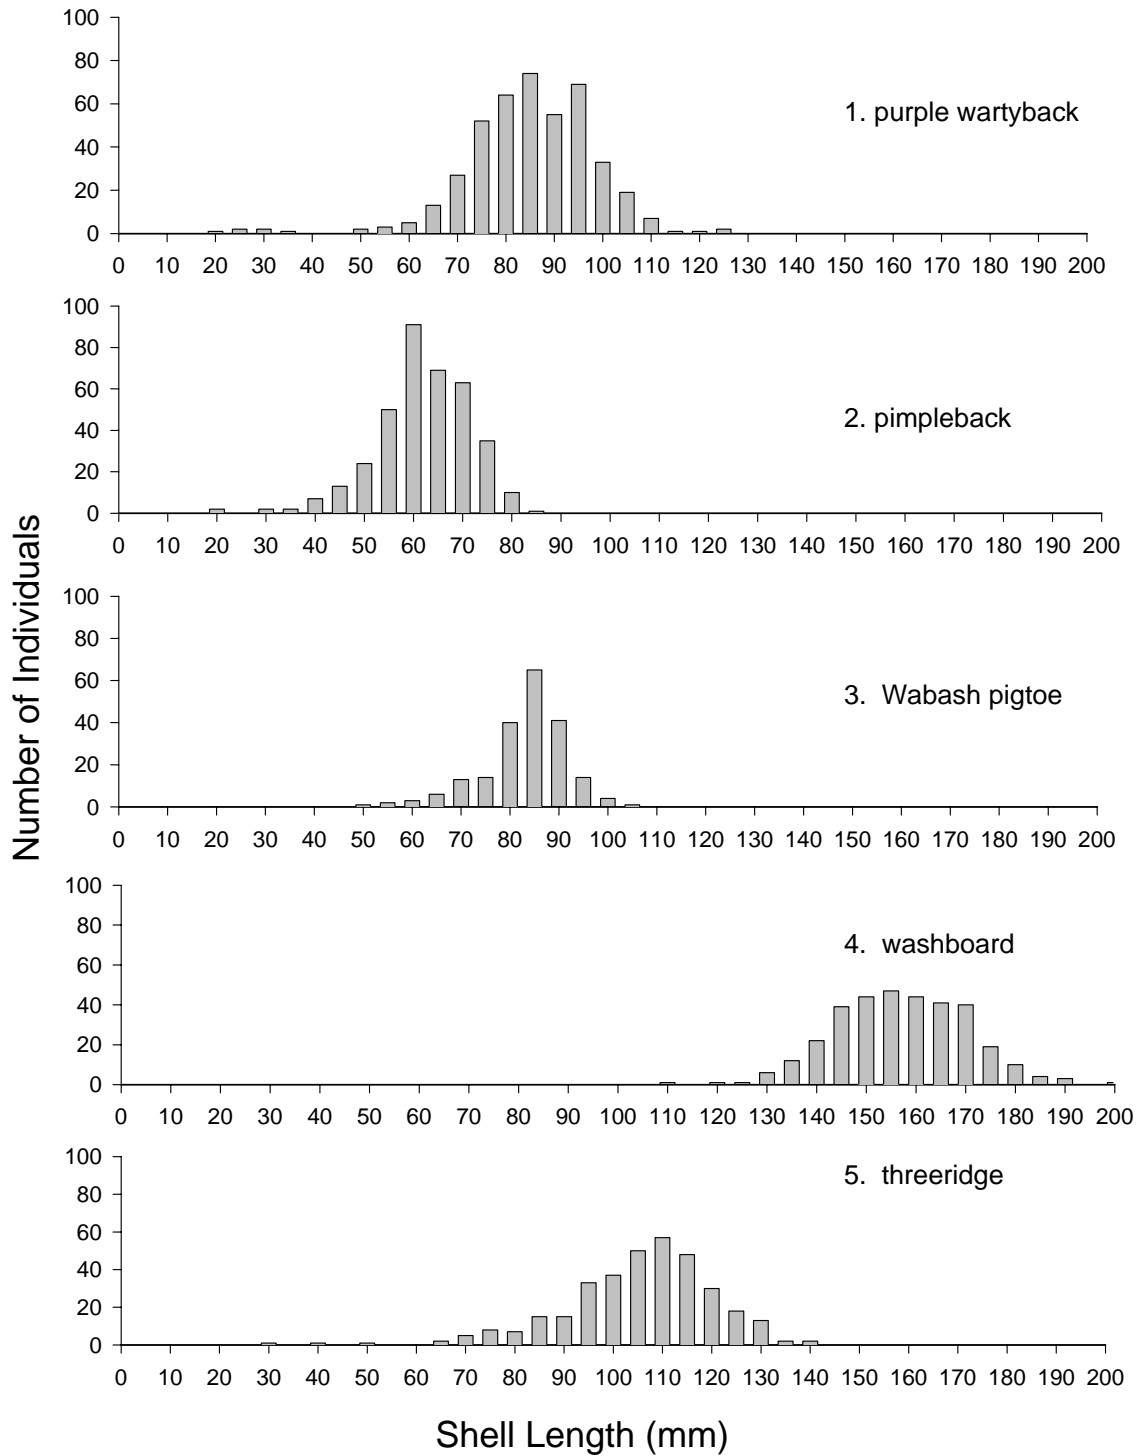 100
80
60
40
20
0
1. purple wartyback
0 10 20 30 40 50 60 70 80 90 100 110 120 130 140 150 160 170 180 190 200
100
80
60
40
20
0
2. pimpleback
0 10 20 30 40 50 60 70 80 90 100 110 120 130 140 150 160 170 180 190 200
Number of Individuals
100
80
60
40
20
0
3. Wabash pigtoe
0 10 20 30 40 50 60 70 80 90 100 110 120 130 140 150 160 170 180 190 200
100
80
60
40
20
0
4. washboard
0 10 20 30 40 50 60 70 80 90 100 110 120 130 140 150 160 170 180 190 200
100
80
60
40
20
0
5. threeridge
0 10 20 30 40 50 60 70 80 90 100 110 120 130 140 150 160 170 180 190 200
Shell Length (mm)